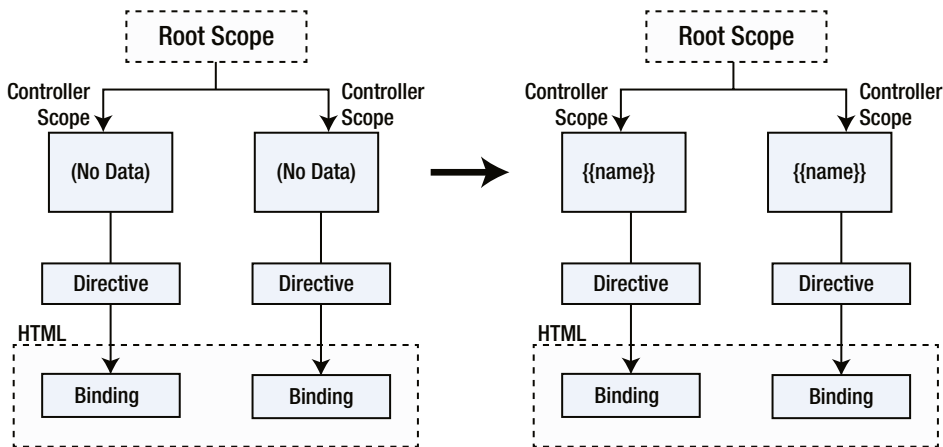 Root Scope
Controller
Scope
Controller
Scope
(No Data)
(No Data)
Directive
Directive
HTML
Binding
Binding
Root Scope
Controller
Scope
Controller
Scope
{{name}}
{{name}}
Directive
Directive
HTML
Binding
Binding